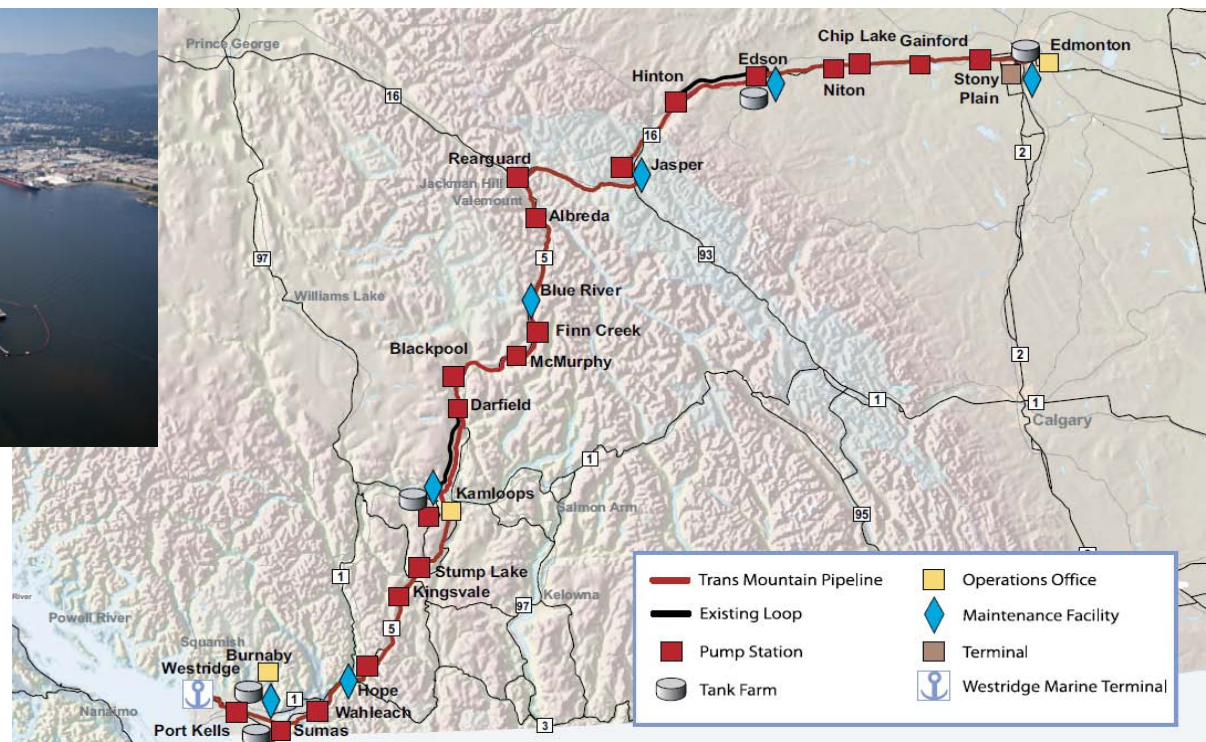 Prince George
16
Hinton
Edson
Chip Lake
Gainford
Edmonton
Niton
Stony
Plain
2
16
Rearguard
Jasper
Jackman Hill
Valemount
Albreda
5
93
97
Williams Lake
Blue River
Finn Creek
McMurphy
Blackpool
2
Darfield
1
1
Calgary
1
Kamloops
Salmon Arm
95
Stump Lake
Kingsvale
1
97
Kelowna
5
River
Powell River
Squamish
Burnaby
Westridge
1
Hope
Wahleach
Nanaimo
Port Kells
Sumas
3
Trans Mountain Pipeline
Existing Loop
Pump Station
Tank Farm
Operations Office
Maintenance Facility
Terminal
Westridge Marine Terminal